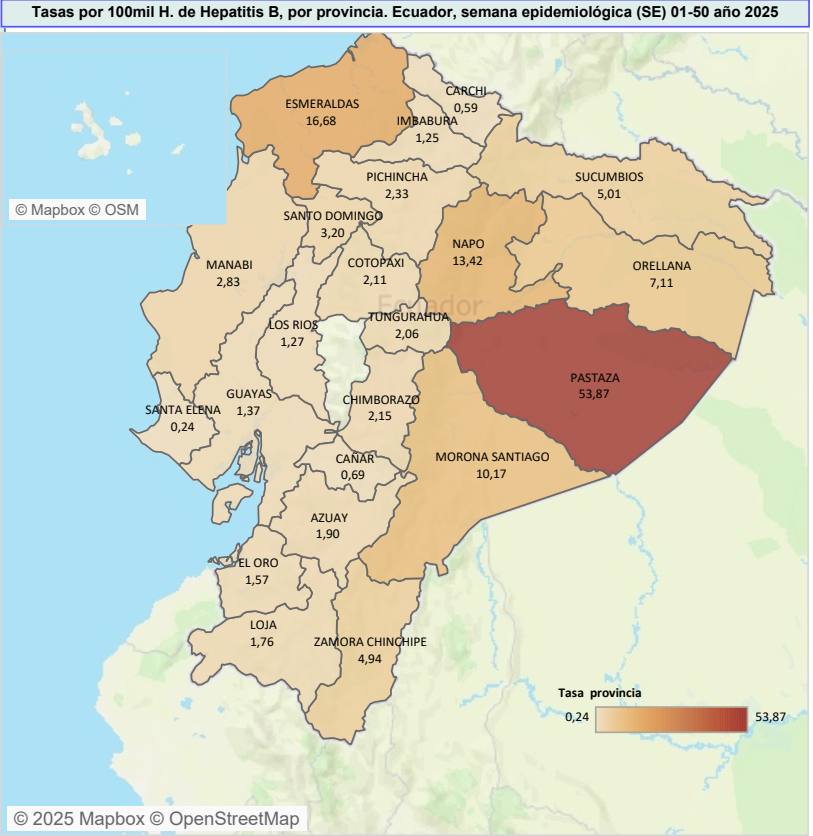 Tasas por 100mil H. de Hepatitis B, por provincia. Ecuador, semana epidemiológica (SE) 01-50 año 2025
ESMERALDAS
16,68
CARCHI
0,59
IMBABURA
1,25
PICHINCHA
2,33
SUCUMBIOS
5,01
© Mapbox © OSM
SANTO DOMINGO
3,20
NAPO
13,42
MANABI
2,83
COTOPAXI
2,11
ORELLANA
7,11
Ecuador
TUNGURAHUA
2,06
LOS RIOS
1,27
PASTAZA
53,87
GUAYAS
1,37
CHIMBORAZO
2,15
SANTA ELENA
0,24
CAÑAR
0,69
MORONA SANTIAGO
10,17
AZUAY
1,90
EL ORO
1,57
LOJA
1,76
ZAMORA CHINCHIPE
4,94
Tasa provincia
0,24 53,87
© 2025 Mapbox © OpenStreetMap